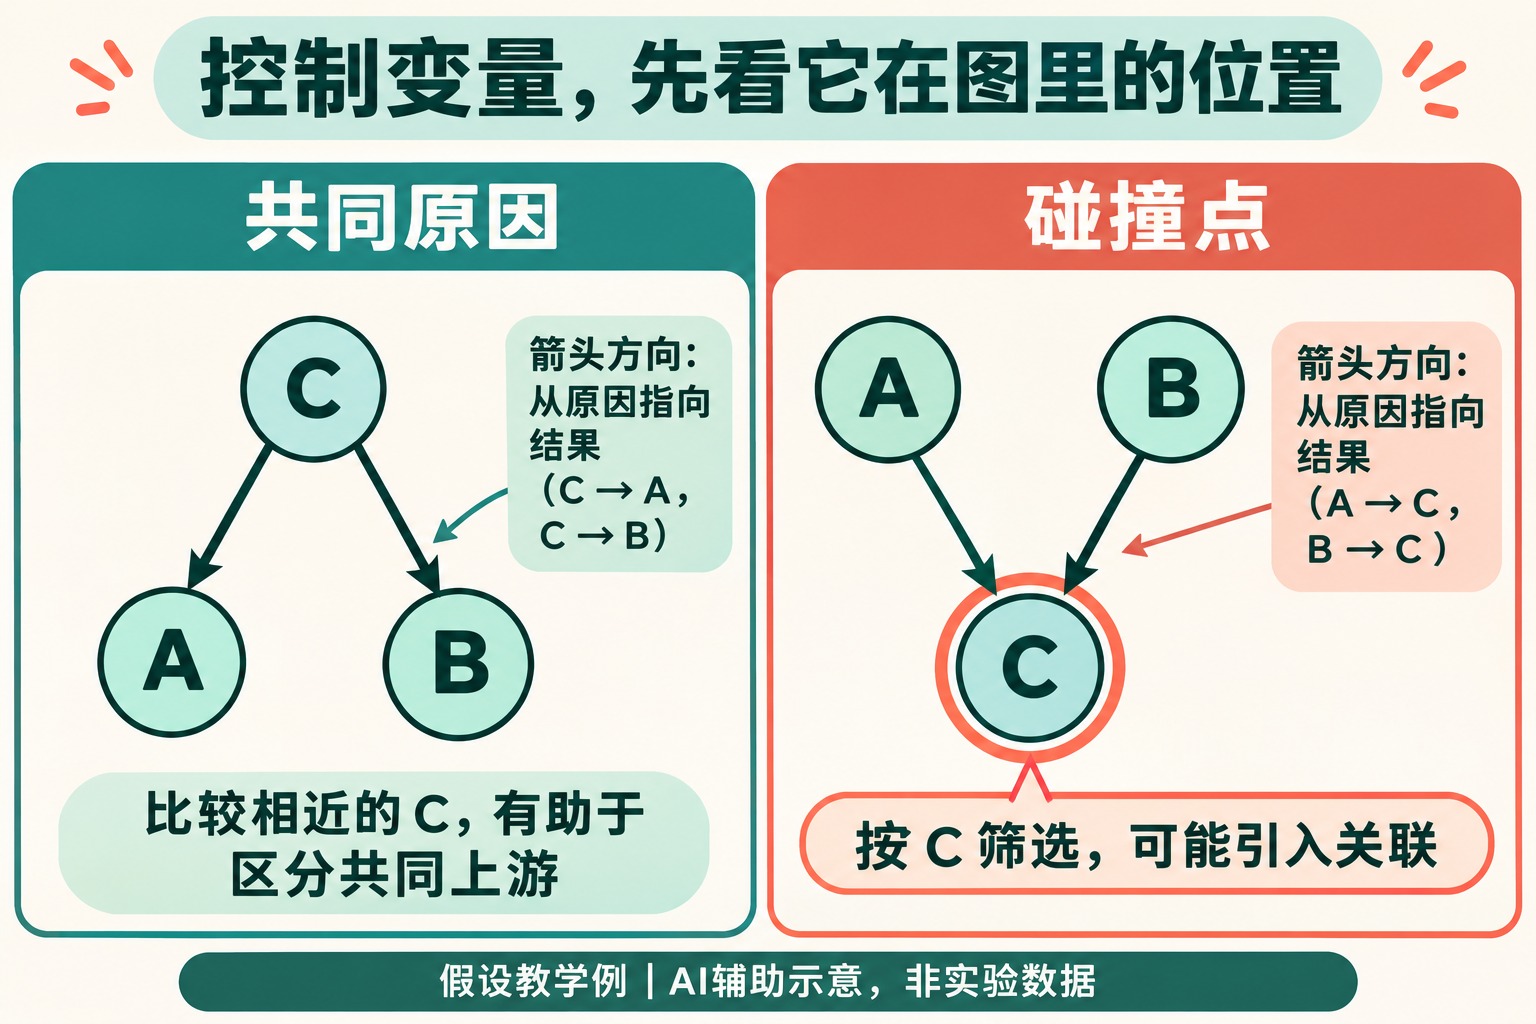 控制变量，先看它在图里的位置
共同原因
C
箭头方向：
从原因指向
结果
（C → A，
C → B）
A
B
比较相近的 C，有助于
区分共同上游
碰撞点
A
B
箭头方向：
从原因指向
结果
（A → C，
B → C ）
C
按 C 筛选，可能引入关联
假设教学例｜AI辅助示意，非实验数据